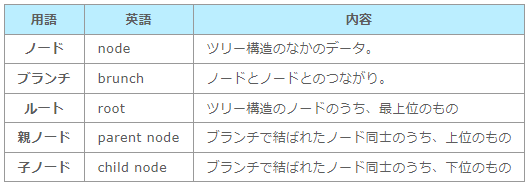 用語 英語 内容
ノード node ツリー構造のなかのデータ。
ブランチ brunch ノードとノードとのつながり。
ルート root ツリー構造のノードのうち、最上位のもの
親ノード parent node ブランチで結ばれたノード同士のうち、上位のもの
子ノード child node ブランチで結ばれたノード同士のうち、下位のもの